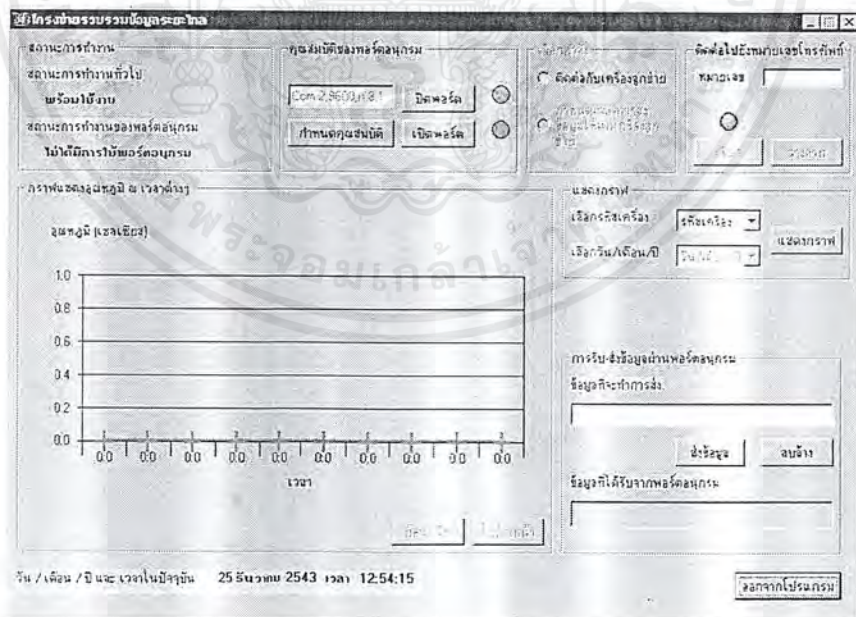 โครงข่ายรวบรวมข้อมูลระยะไกล
สถานะการทำงาน
สถานะการทำงานทั่วไป
พร้อมใช้งาน
สถานะการทำงานของพอร์ตอนุกรม
ไม่ได้มีการใช้พอร์ตอนุกรม
คุณสมบัติของพอร์ตอนุกรม
Com 2,9600,n,8,1
ปิดพอร์ต
กำหนดคุณสมบัติ
เปิดพอร์ต
ติดต่อกับเครื่องลูกข่าย
ติดต่อไปยังหมายเลขโทรศัพท์
หมายเลข
กราฟแสดงอุณหภูมิ ณ เวลาต่างๆ
อุณหภูมิ (เซลเซียส)
1.0
0.8
0.6
0.4
0.2
0.0
0.0 0.0 0.0 0.0 0.0 0.0 0.0 0.0 0.0 0.0
เวลา
แสดงกราฟ
เลือกรหัสเครื่อง
รหัสเครื่อง
เลือกวัน/เดือน/ปี
แสดงกราฟ
การรับ-ส่งข้อมูลผ่านพอร์ตอนุกรม
ข้อมูลที่จะทำการส่ง
ส่งข้อมูล
ลบล้าง
ข้อมูลที่ได้รับจากพอร์ตอนุกรม
วัน / เดือน / ปี และ เวลาในปัจจุบัน 25 ธันวาคม 2543 เวลา 12:54:15
ออกจากโปรแกรม
พระจอมเกล้าเจ้า